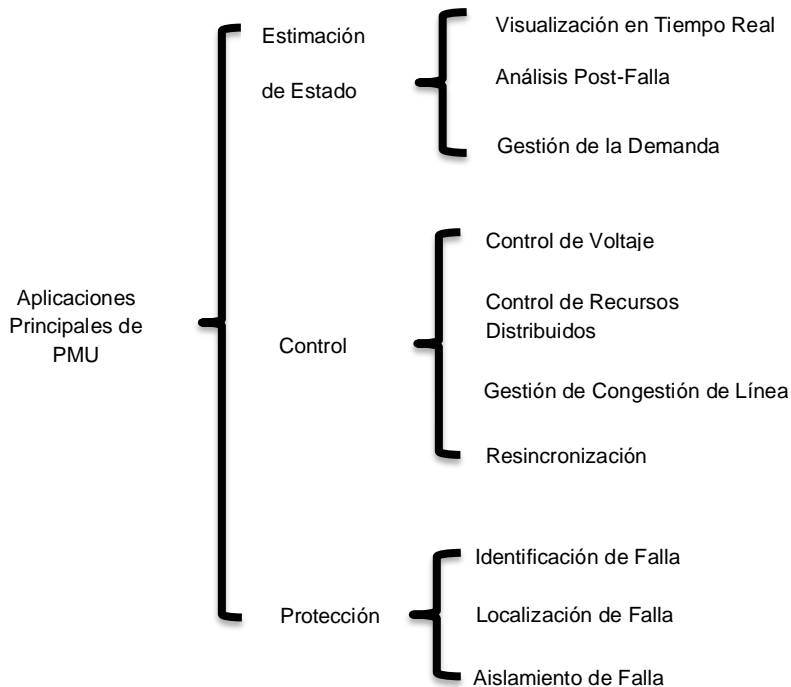 Aplicaciones
Principales de
PMU
Estimación
de Estado
Visualización en Tiempo Real
Análisis Post-Falla
Gestión de la Demanda
Control
Control de Voltaje
Control de Recursos
Distribuidos
Gestión de Congestión de Línea
Resincronización
Protección
Identificación de Falla
Localización de Falla
Aislamiento de Falla